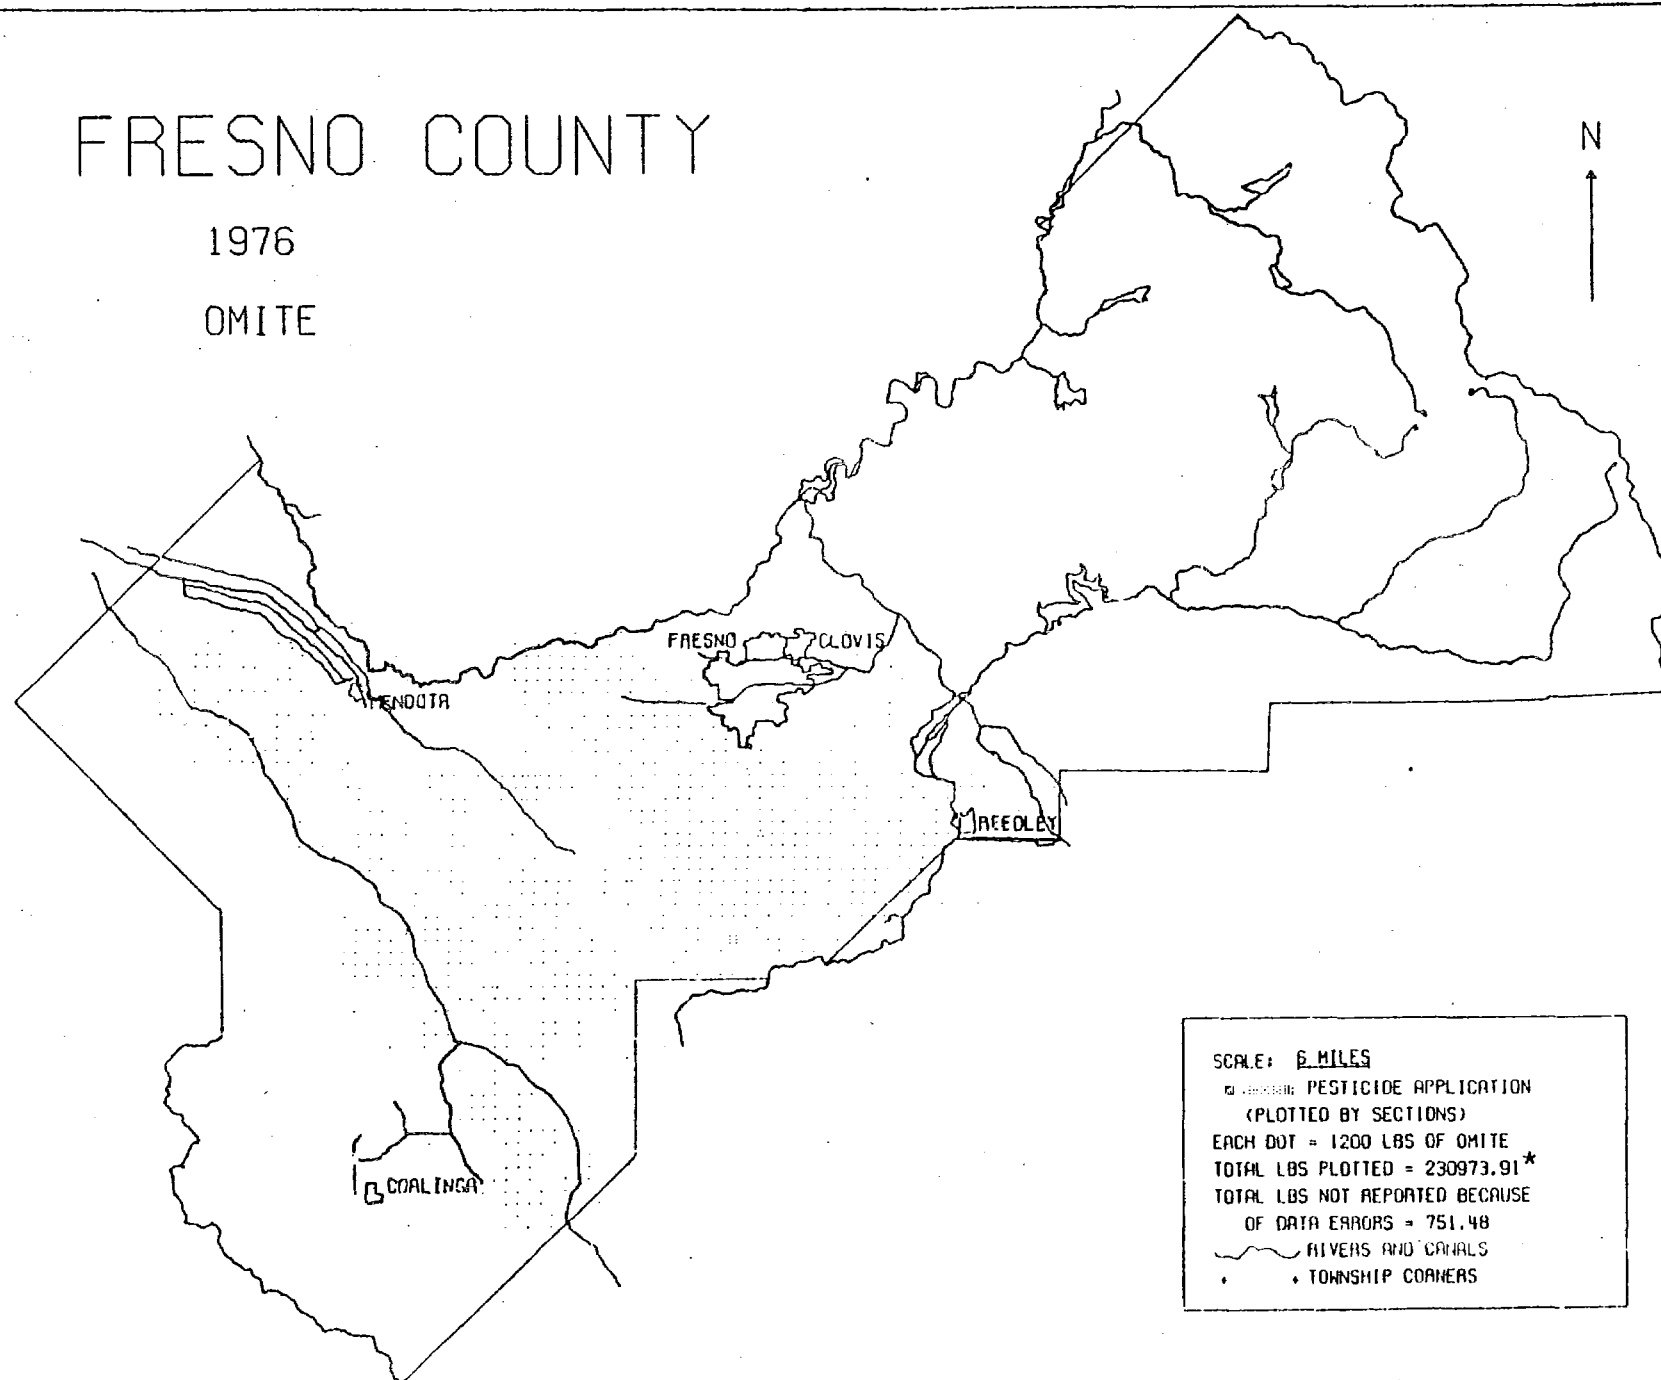 FRESNO COUNTY
1976
OMITE
N
FRESNO
CLOVIS
MENDOTA
REEDLEY
COALINGA
SCALE: 6 MILES
PESTICIDE APPLICATION
(PLOTTED BY SECTIONS)
EACH DOT = 1200 LBS OF OMITE
TOTAL LBS PLOTTED = 230973.91*
TOTAL LBS NOT REPORTED BECAUSE
OF DATA ERRORS = 751.48
RIVERS AND CANALS
TOWNSHIP CORNERS